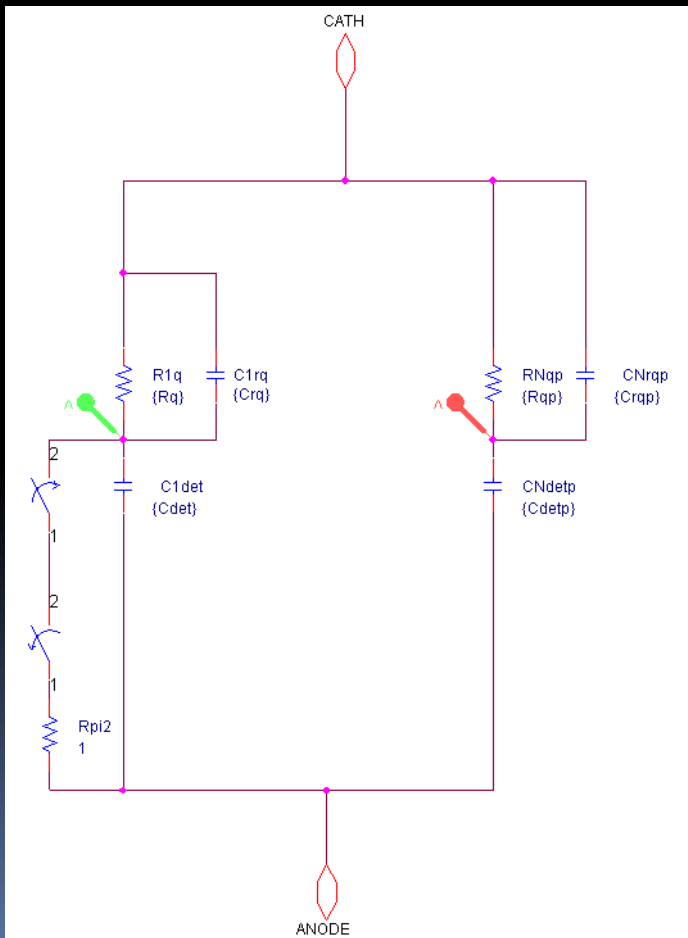 CATH
R1q
{Rq}
C1rq
{Crq}
RNqp
{Rqp}
CNrqp
{Crqp}
A
A
2
C1det
{Cdet}
CNdetp
{Cdetp}
1
2
1
Rpi2
1
ANODE